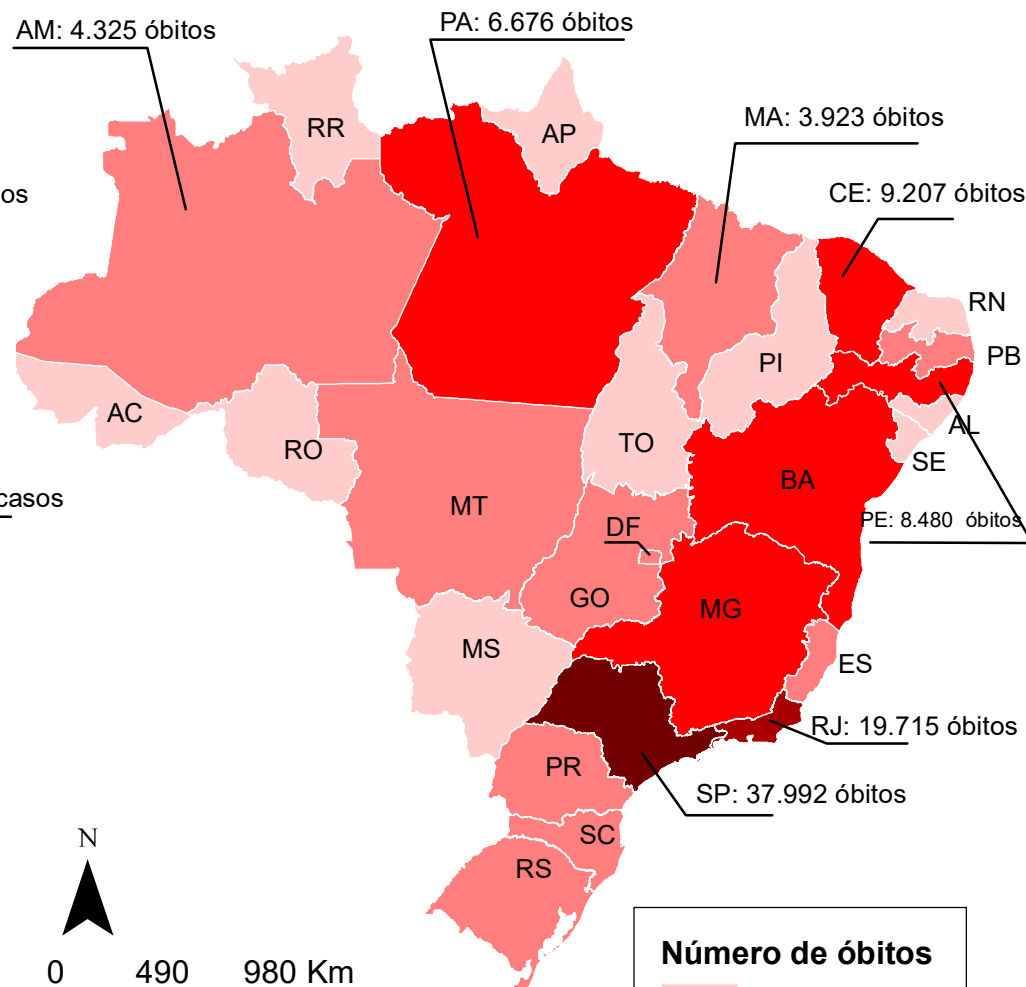 AM: 4.325 óbitos
PA: 6.676 óbitos
RR
AP
MA: 3.923 óbitos
os
CE: 9.207 óbitos
RN
PB
PI
AC
AL
TO
RO
SE
BA
casos
MT
DF
PE: 8.480 óbitos
GO
MG
MS
ES
RJ: 19.715 óbitos
PR
SP: 37.992 óbitos
SC
N
RS
Número de óbitos
0 490 980 Km